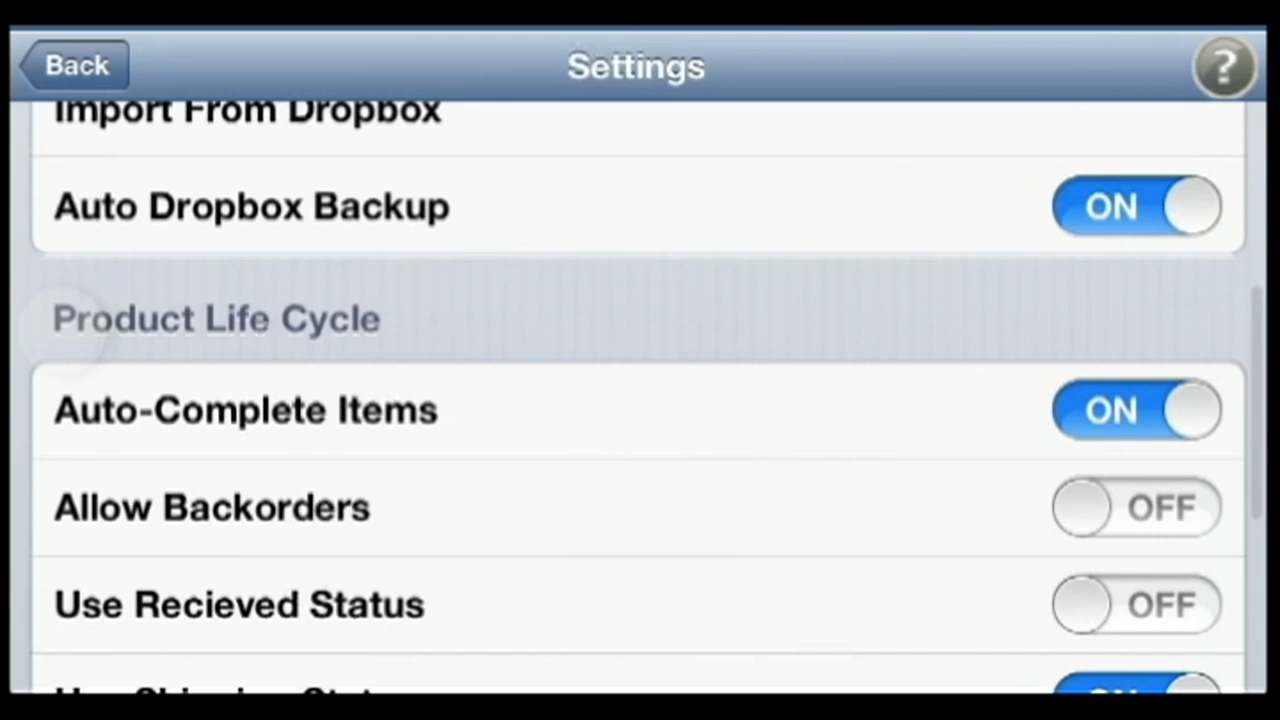 Back
Settings
?
Import From Dropbox
Auto Dropbox Backup
ON
Product Life Cycle
Auto-Complete Items
ON
Allow Backorders
OFF
Use Recieved Status
OFF